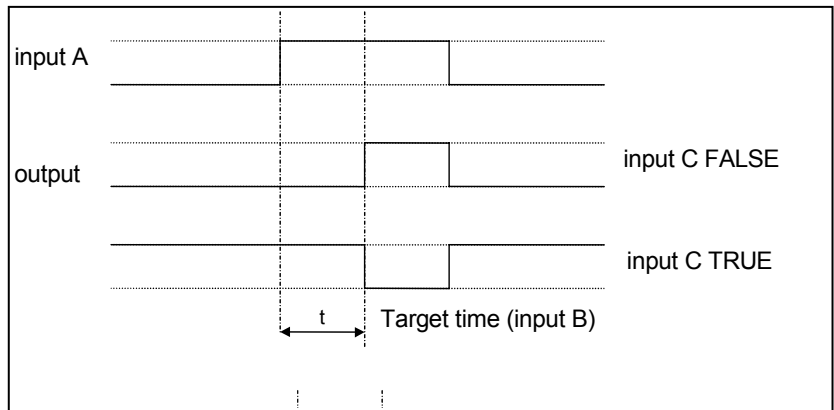 input A
input C FALSE
output
input C TRUE
t
Target time (input B)